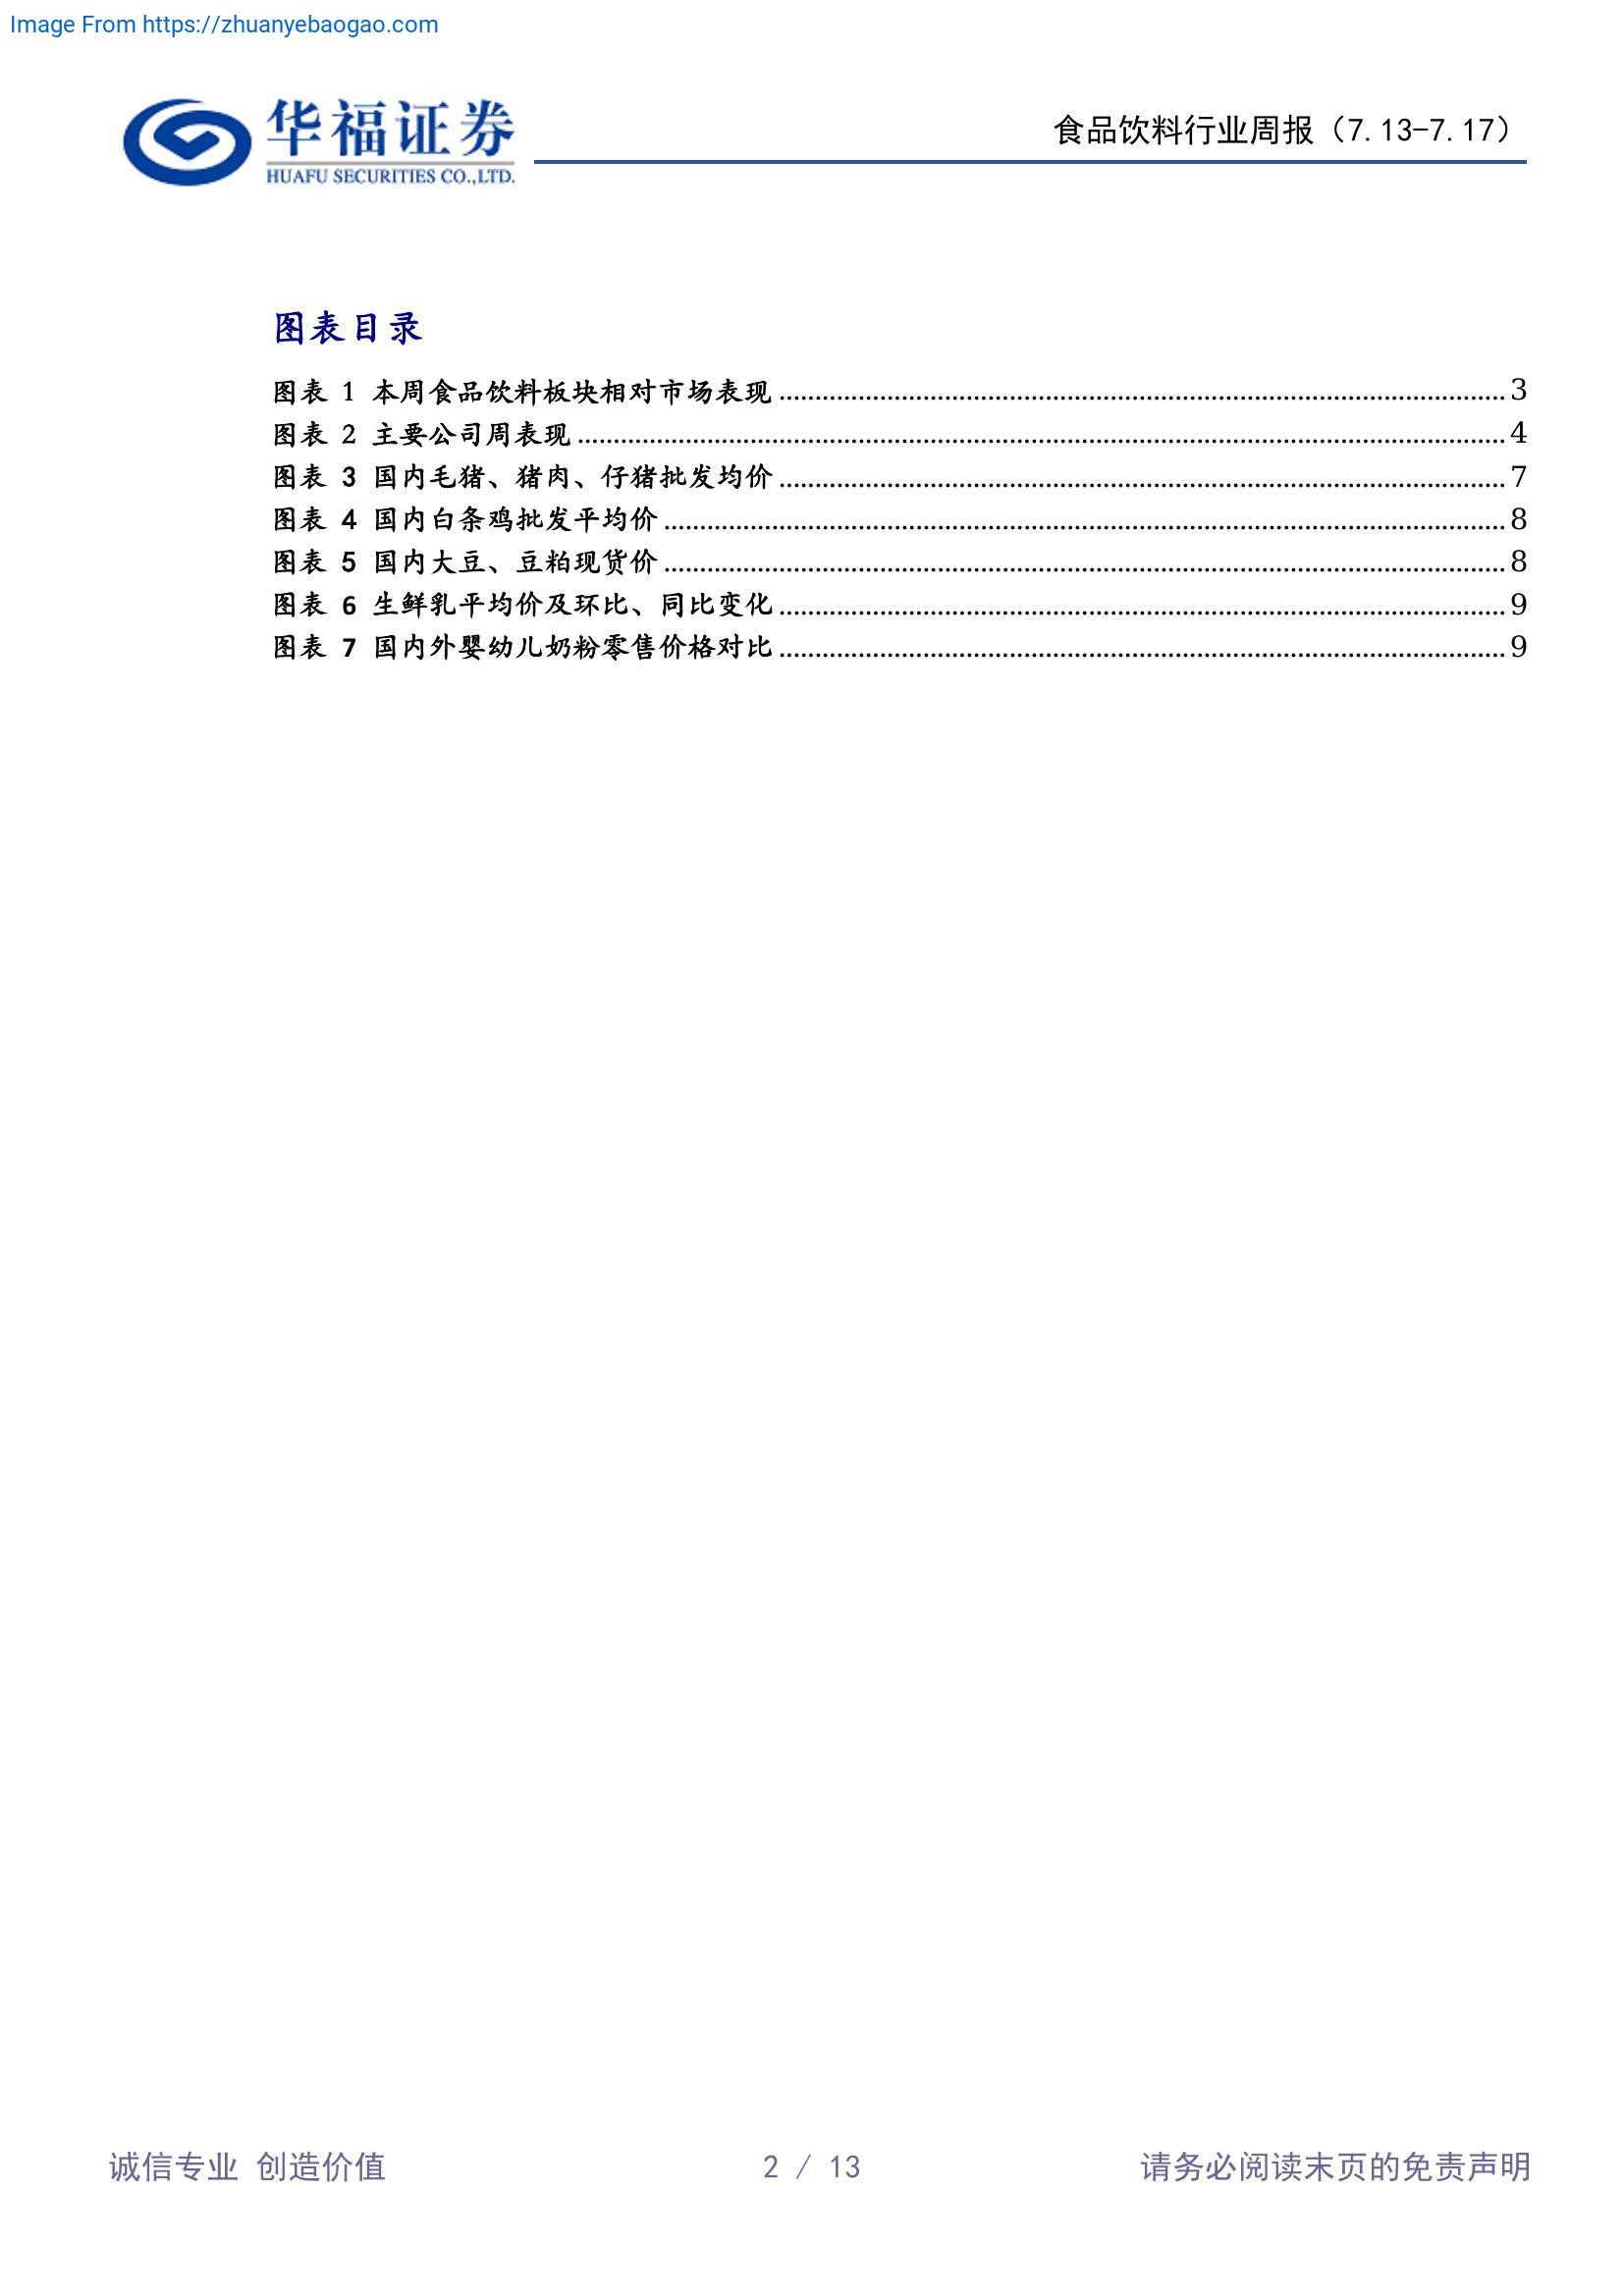 Image From https://zhuanyebaogao.com
华福证券
HUAFU SECURITIES CO.,LTD.
食品饮料行业周报（7.13-7.17）
图表目录
图表 1 本周食品饮料板块相对市场表现 3
图表 2 主要公司周表现 4
图表 3 国内毛猪、猪肉、仔猪批发均价 7
图表 4 国内白条鸡批发平均价 8
图表 5 国内大豆、豆粕现货价 8
图表 6 生鲜乳平均价及环比、同比变化 9
图表 7 国内外婴幼儿奶粉零售价格对比 9
诚信专业 创造价值 2 / 13 请务必阅读末页的免责声明